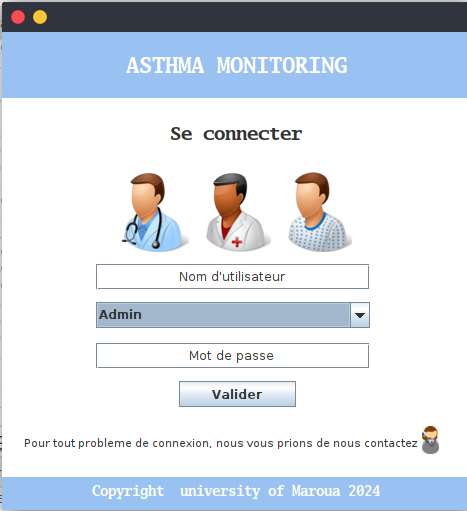 ASTHMA MONITORING
Se connecter
Nom d'utilisateur
Admin
Mot de passe
Valider
Pour tout probleme de connexion, nous vous prions de nous contactez
Copyright university of Maroua 2024